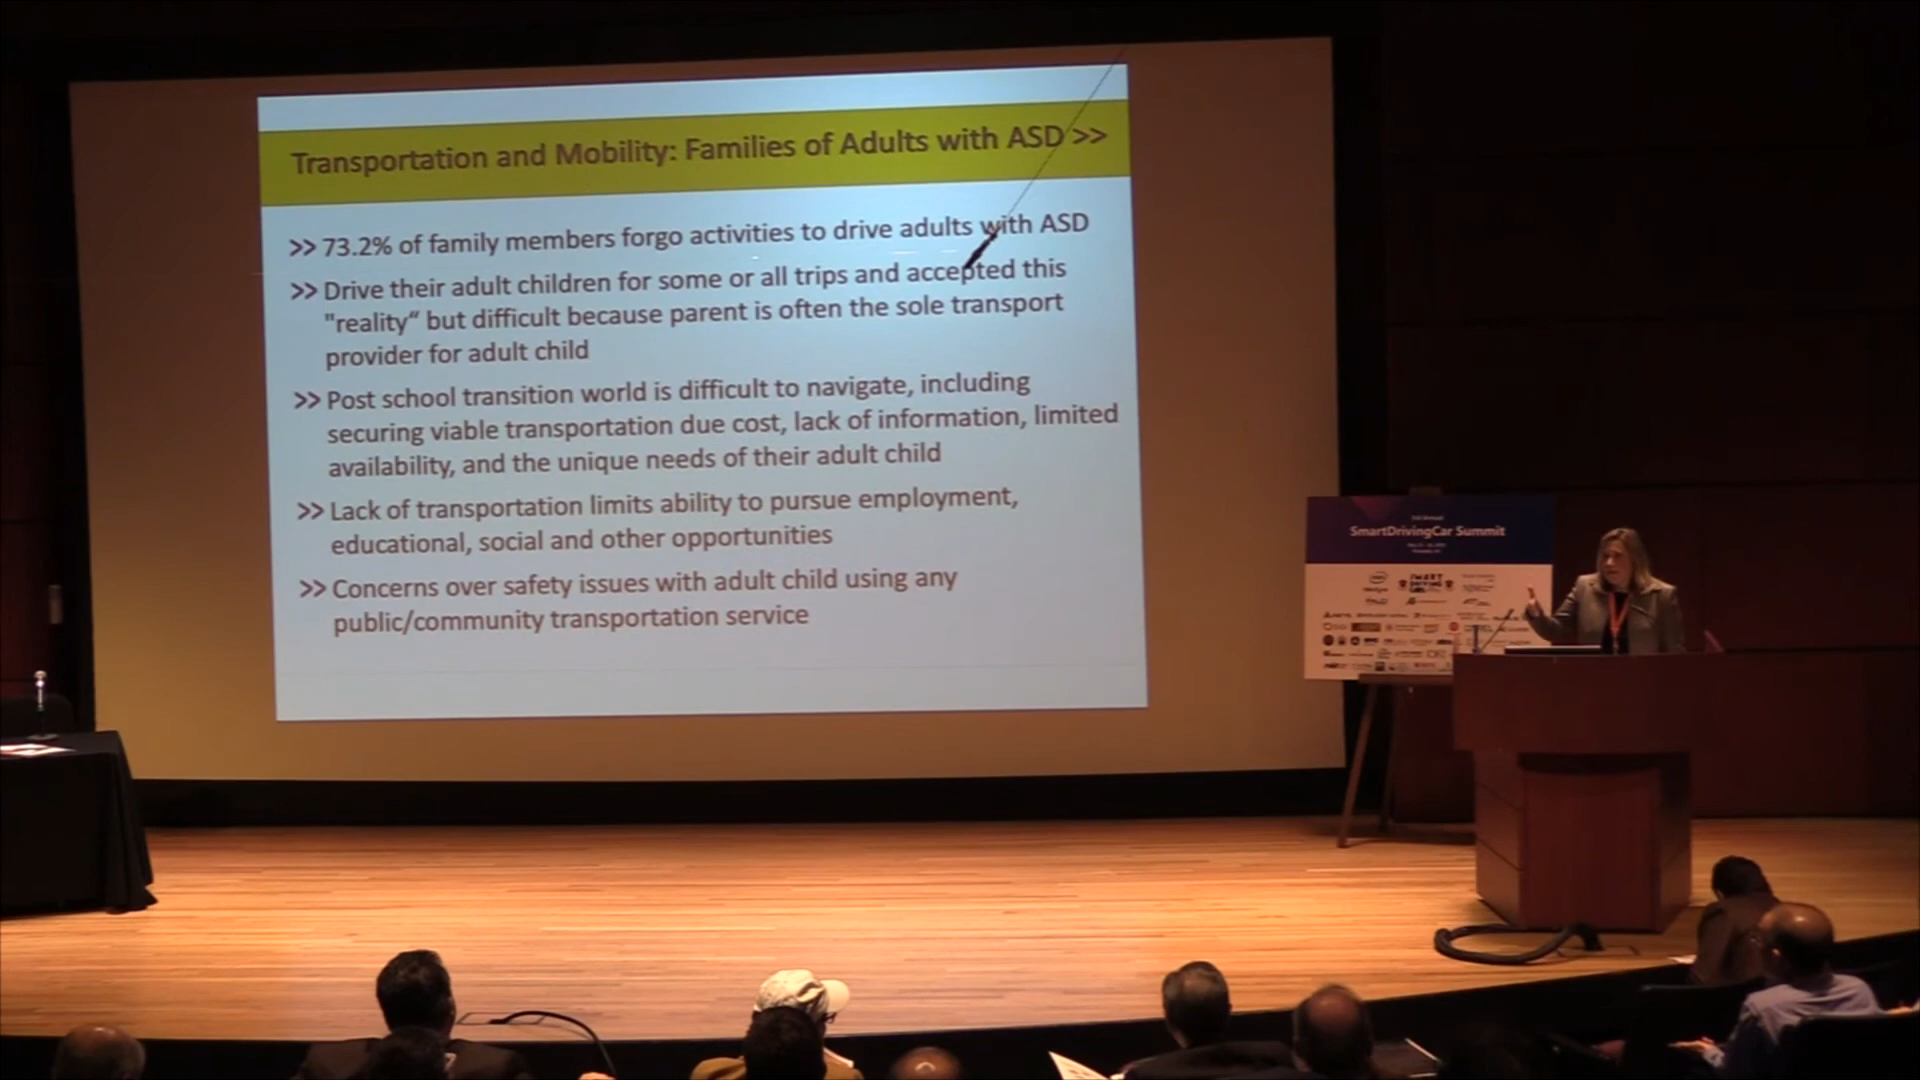 Transportation and Mobility: Families of Adults with ASD >>
>> 73.2% of family members forgo activities to drive adults with ASD
>> Drive their adult children for some or all trips and accepted this
"reality“ but difficult because parent is often the sole transport
provider for adult child
>> Post school transition world is difficult to navigate, including
securing viable transportation due cost, lack of information, limited
availability, and the unique needs of their adult child
>> Lack of transportation limits ability to pursue employment,
educational, social and other opportunities
>> Concerns over safety issues with adult child using any
public/community transportation service
SmartDrivingCar Summit